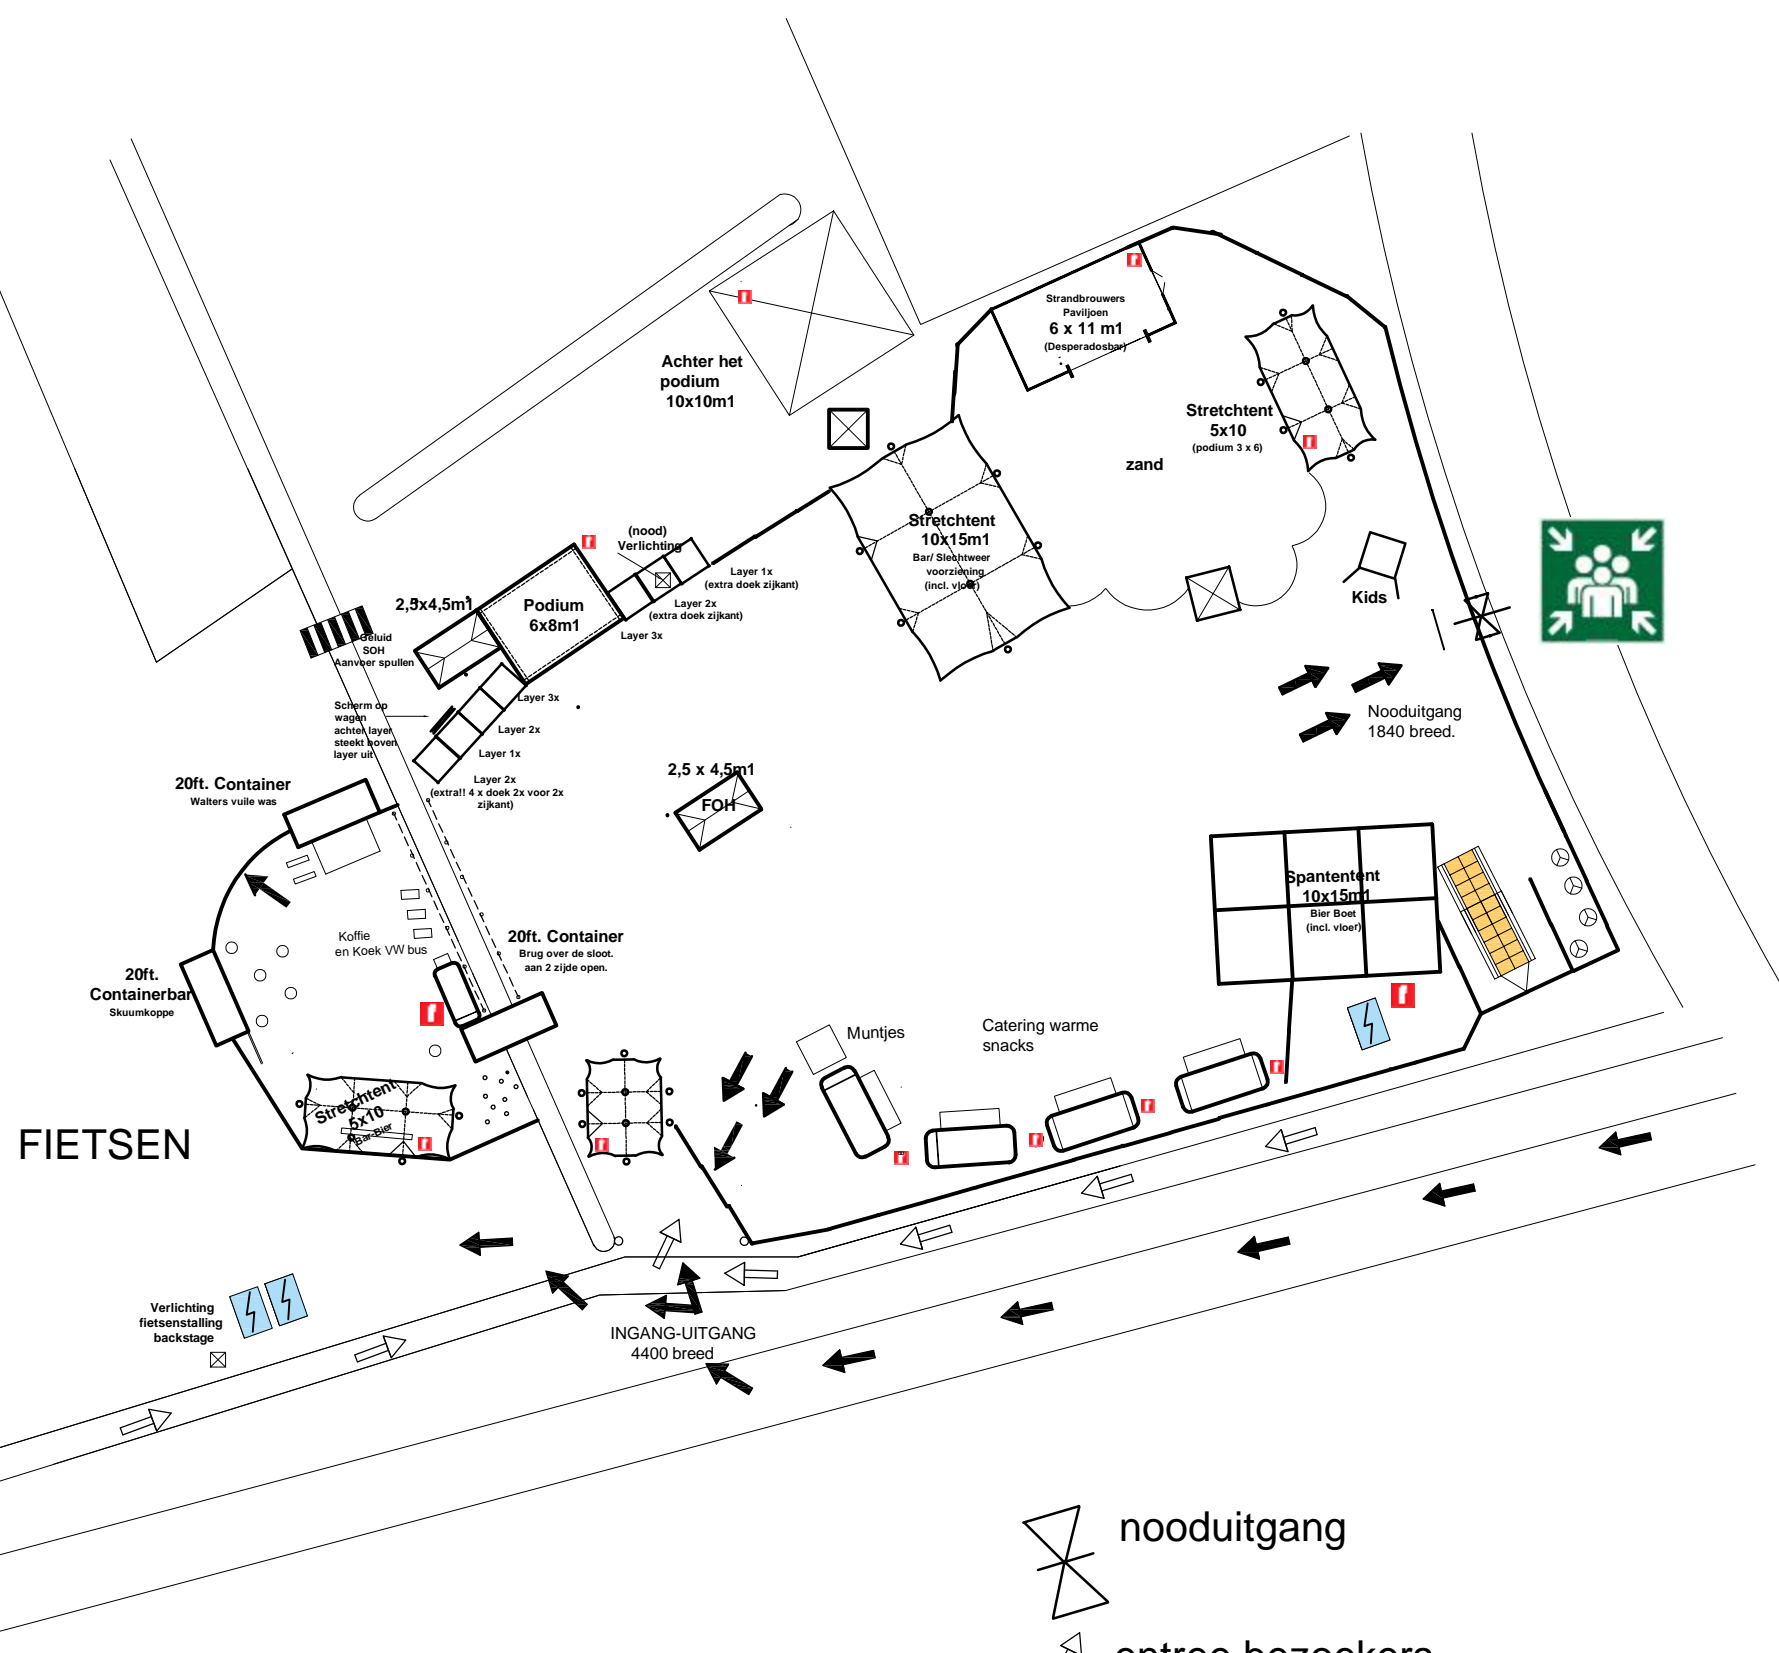 Strandbrouwers
Paviljoen
6 x 11 m1
(Desperadosbar)
Achter het
podium
10x10m1
Stretchtent
5x10
(podium 3 x 6)
zand
Stretchtent
10x15m1
Bar/ Slechtweer
voorziening
(incl. vloer)
(nood)
Verlichting
Layer 1x
(extra doek zijkant)
Layer 2x
(extra doek zijkant)
Layer 3x
2,5x4,5m1
Podium
6x8m1
Kids
Geluid
SOH
Aanvoer spullen
Layer 3x
Scherm op
wagen
achter layer
steekt boven
layer uit
Layer 2x
Layer 1x
Layer 2x
(extra!! 4 x doek 2x voor 2x
zijkant)
Nooduitgang
1840 breed.
2,5 x 4,5m1
FOH
20ft. Container
Walters vuile was
Spantentent
10x15m1
Bier Boet
(incl. vloer)
Koffie
en Koek VW bus
20ft. Container
Brug over de sloot.
aan 2 zijde open.
20ft.
Containerbar
Skuumkoppe
Muntjes
Catering warme
snacks
Stretchtent
5x10
Bar-Bier
FIETSEN
Verlichting
fietsenstalling
backstage
INGANG-UITGANG
4400 breed
nooduitgang
entree bezoekers